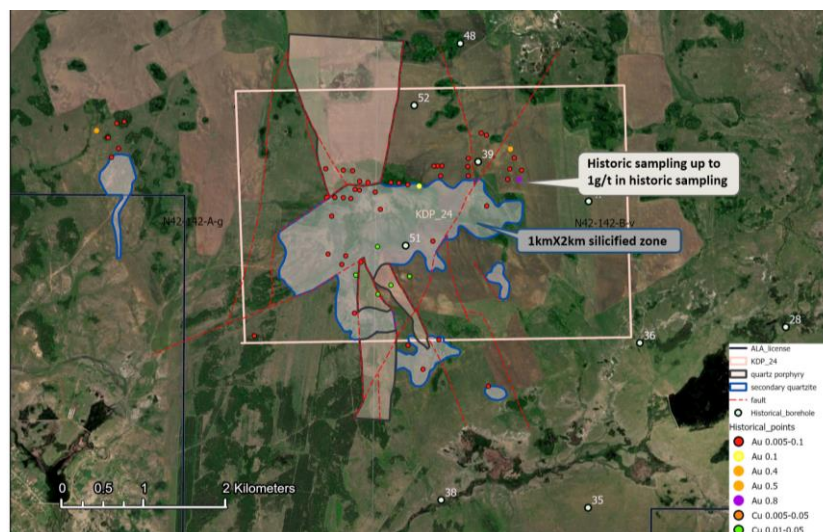 48
52
39
Historic sampling up to
1g/t in historic sampling
KDP_24
N42-142-A-g
N42-142-B-v
1kmX2km silicified zone
51
28
36
ALA_license
KDP_24
quartz porphyry
secondary quartzite
fault
Historical_borehole
Historical_points
Au 0.005-0.1
Au 0.1
Au 0.4
Au 0.5
Au 0.8
Cu 0.005-0.05
Cu 0.01-0.05
0 0.5 1 2 Kilometers
38
35